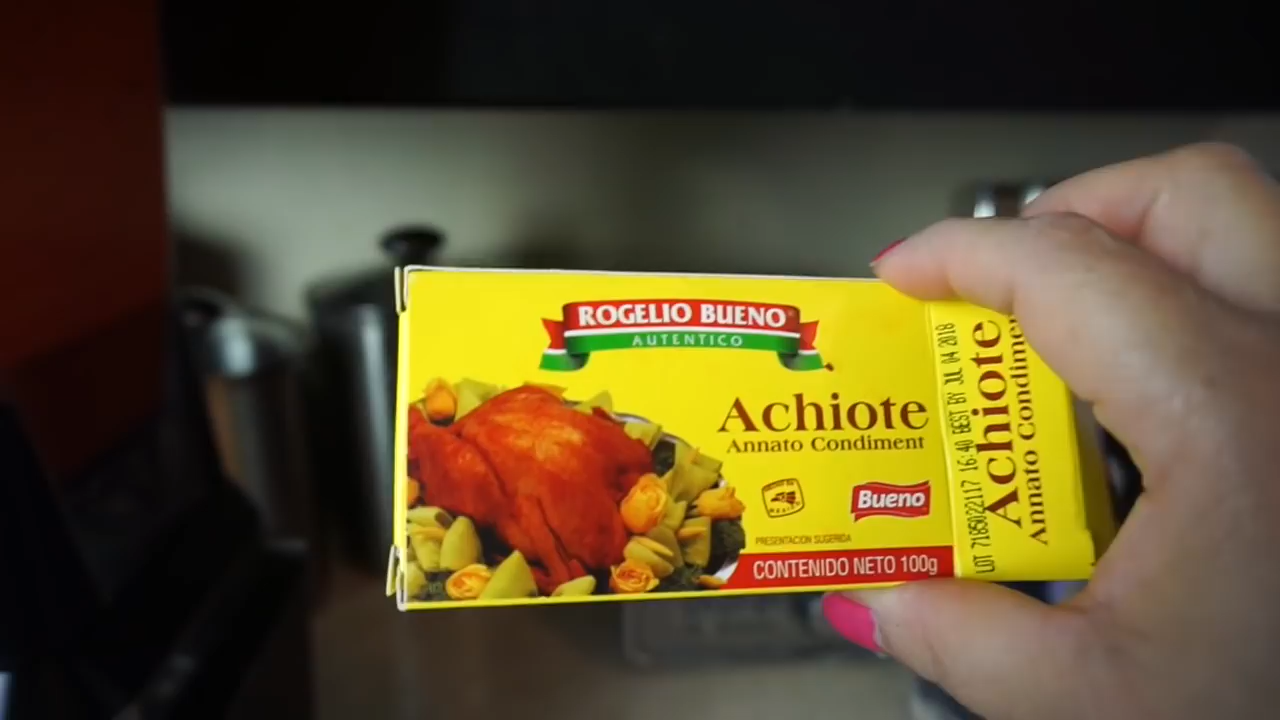 ROGELIO BUENO
AUTENTICO
Achiote
Annato Condiment
Bueno
PRESENTACION SUGERIDA
CONTENIDO NETO 100g
LOT 7185022117 16:40 BEST BY JUL 04 2018
Achiote
Annato Condimen